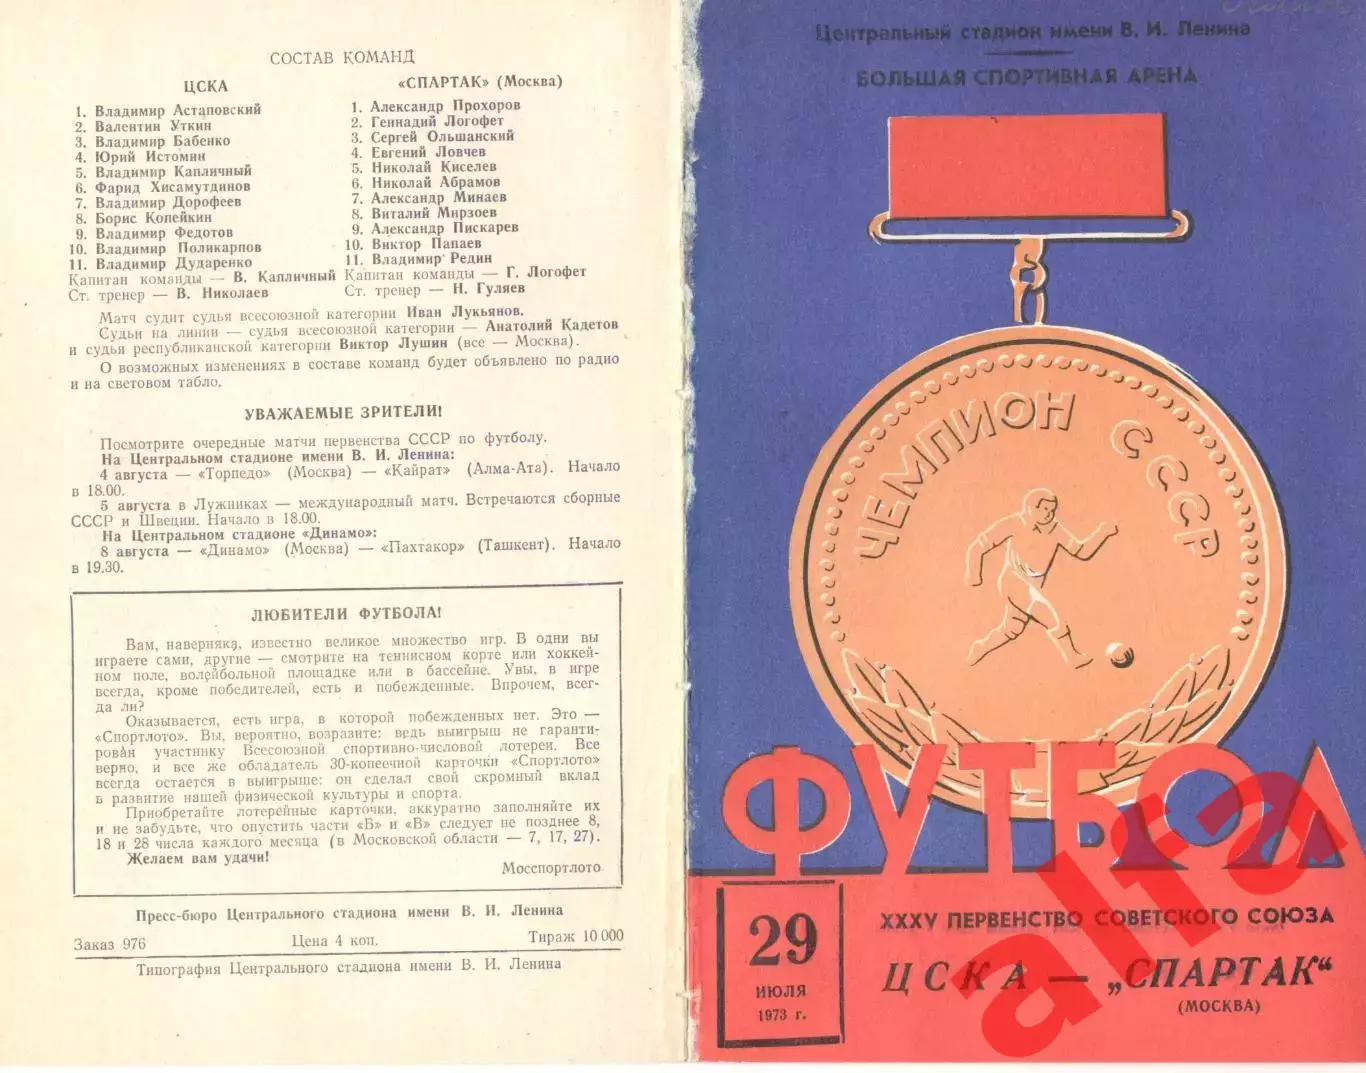 СОСТАВ КОМАНД
ЦСКА
1. Владимир Астаповский
2. Валентин Уткин
3. Владимир Бабенко
4. Юрий Истомин
5. Владимир Капличный
6. Фарид Хисамутдинов
7. Владимир Дорофеев
8. Борис Копейкин
9. Владимир Федотов
10. Владимир Поликарпов
11. Владимир Дударенко
Капитан команды — В. Капличный
Ст. тренер — В. Николаев
«СПАРТАК» (Москва)
1. Александр Прохоров
2. Геннадий Логофет
3. Сергей Ольшанский
4. Евгений Ловчев
5. Николай Киселев
6. Николай Абрамов
7. Александр Минаев
8. Виталий Мирзоев
9. Александр Пискарев
10. Виктор Папаев
11. Владимир Редин
Капитан команды — Г. Логофет
Ст. тренер — Н. Гуляев
Матч судит судья всесоюзной категории Иван Лукьянов.
Судьи на линии — судья всесоюзной категории — Анатолий Кадетов
и судья республиканской категории Виктор Лушин (все — Москва).
О возможных изменениях в составе команд будет объявлено по радио
и на световом табло.
УВАЖАЕМЫЕ ЗРИТЕЛИ!
Посмотрите очередные матчи первенства СССР по футболу.
На Центральном стадионе имени В. И. Ленина:
4 августа — «Торпедо» (Москва) — «Кайрат» (Алма-Ата). Начало
в 18.00.
5 августа в Лужниках — международный матч. Встречаются сборные
СССР и Швеции. Начало в 18.00.
На Центральном стадионе «Динамо»:
8 августа — «Динамо» (Москва) — «Пахтакор» (Ташкент). Начало
в 19.30.
ЛЮБИТЕЛИ ФУТБОЛА!
Вам, наверняка, известно великое множество игр. В одни вы
играете сами, другие — смотрите на теннисном корте или хоккей-
ном поле, волейбольной площадке или в бассейне. Увы, в игре
всегда, кроме победителей, есть и побежденные. Впрочем, всег-
да ли?
Оказывается, есть игра, в которой побежденных нет. Это —
«Спортлото». Вы, вероятно, возразите: ведь выигрыш не гаранти-
рован участнику Всесоюзной спортивно-числовой лотереи. Все
верно, и все же обладатель 30-копеечной карточки «Спортлото»
всегда остается в выигрыше: он сделал свой скромный вклад
в развитие нашей физической культуры и спорта.
Приобретайте лотерейные карточки, аккуратно заполняйте их
и не забудьте, что опустить части «Б» и «В» следует не позднее 8,
18 и 28 числа каждого месяца (в Московской области — 7, 17, 27).
Желаем вам удачи!
Мосспортлото
Пресс-бюро Центрального стадиона имени В. И. Ленина
Заказ 976 Цена 4 коп. Тираж 10 000
Типография Центрального стадиона имени В. И. Ленина
Центральный стадион имени В. И. Ленина
БОЛЬШАЯ СПОРТИВНАЯ АРЕНА
ЧЕМПИОН СССР
ФУТБОЛ
29
ИЮЛЯ
1973 г.
XXXV ПЕРВЕНСТВО СОВЕТСКОГО СОЮЗА
ЦСКА — „СПАРТАК“
(МОСКВА)
alfa